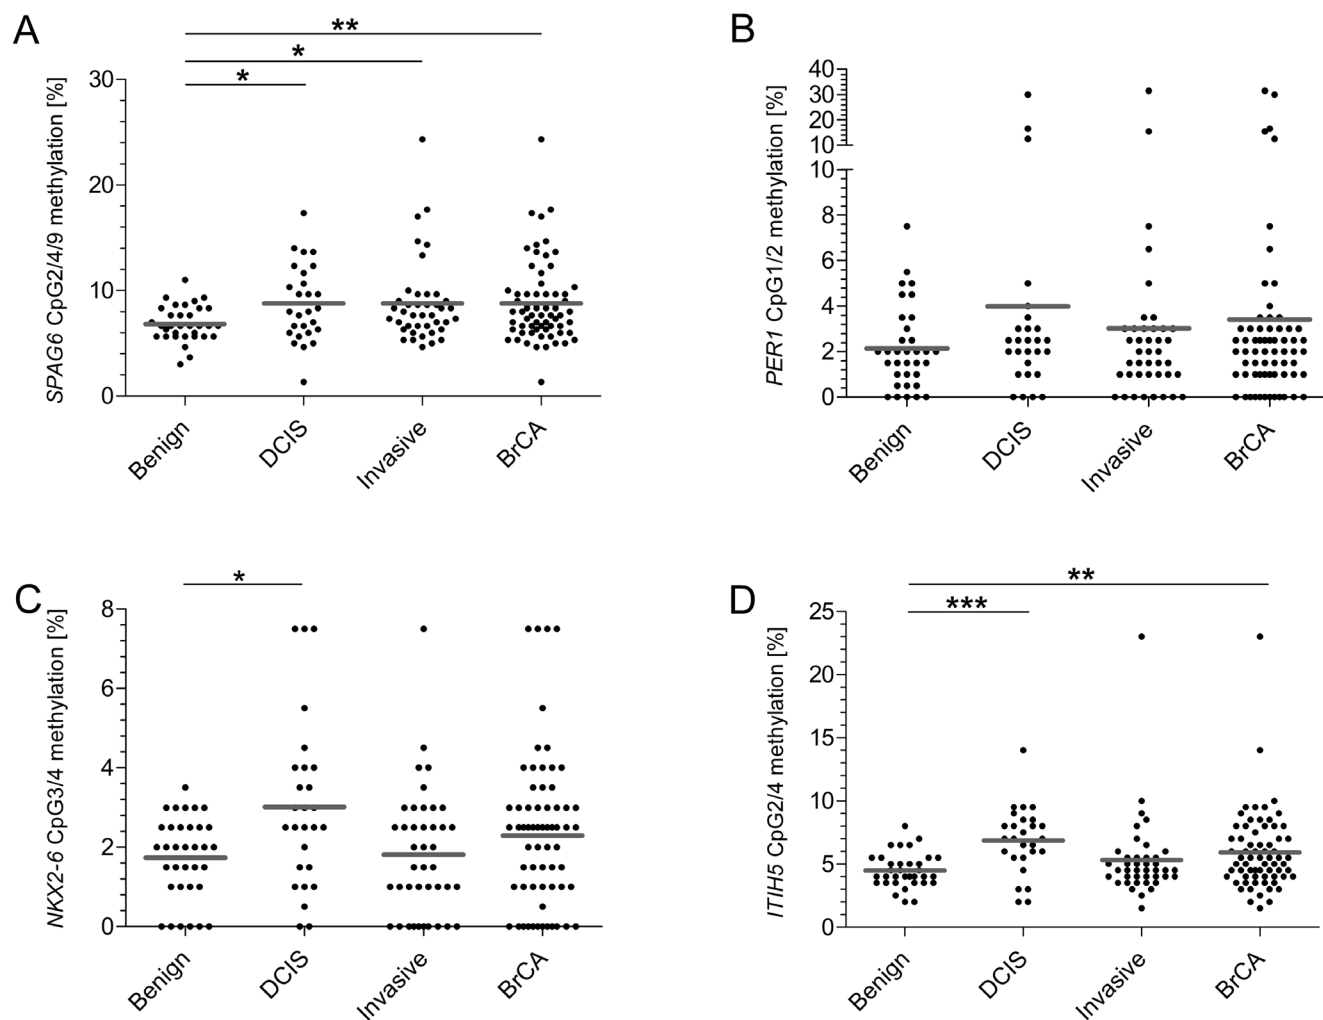 A
**
*
*
SPAG6 CpG2/4/9 methylation [%]
30
20
10
0
Benign
DCIS
Invasive
BrCA
B
PER1 CpG1/2 methylation [%]
40
30
20
10
10
8
6
4
2
0
Benign
DCIS
Invasive
BrCA
C
*
NKX2-6 CpG3/4 methylation [%]
8
6
4
2
0
Benign
DCIS
Invasive
BrCA
D
**
***
ITIH5 CpG2/4 methylation [%]
25
20
15
10
5
0
Benign
DCIS
Invasive
BrCA